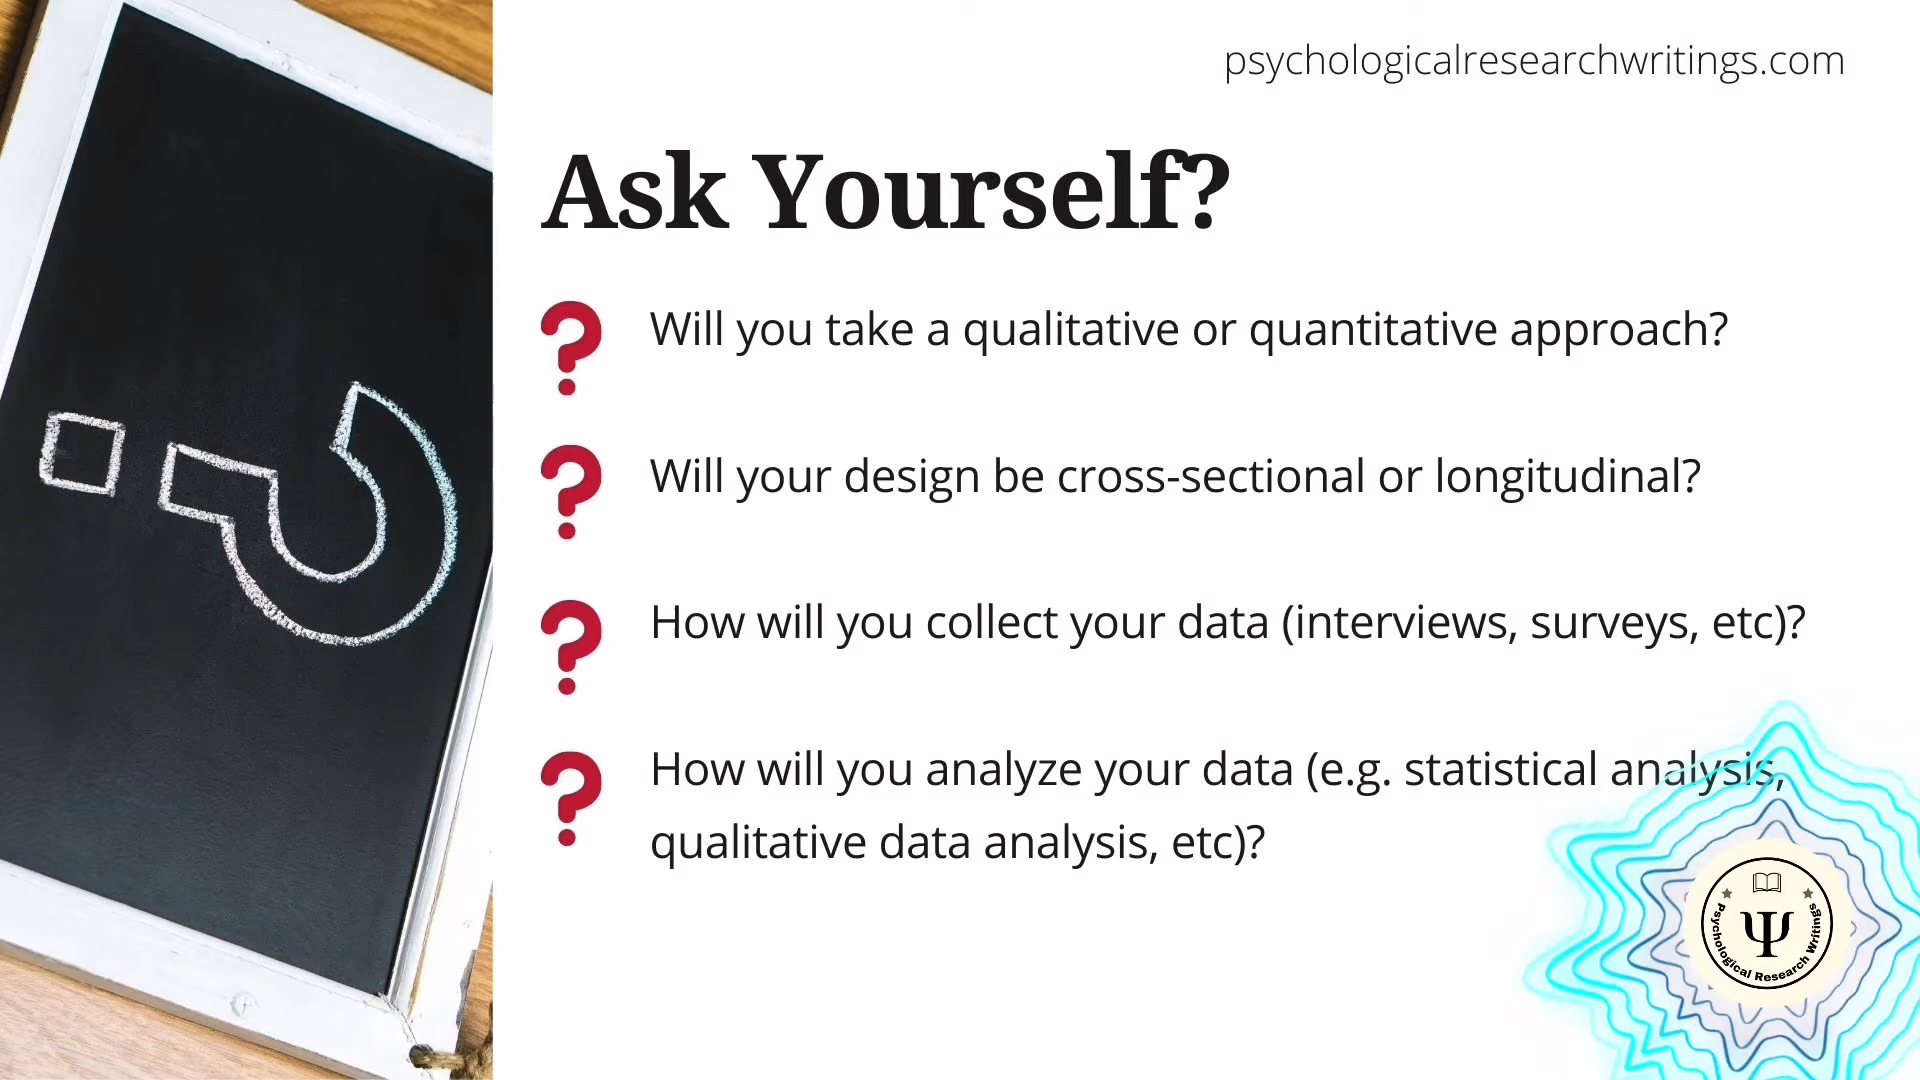 psychologicalresearchwritings.com
Ask Yourself?
Will you take a qualitative or quantitative approach?
Will your design be cross-sectional or longitudinal?
How will you collect your data (interviews, surveys, etc)?
How will you analyze your data (e.g. statistical analysis,
qualitative data analysis, etc)?
Ψ
Psychological Research Writings